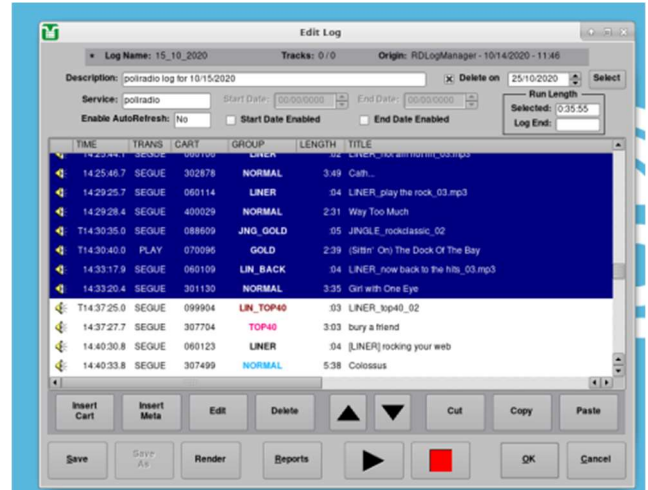 Edit Log
Log Name: 15_10_2020 Tracks: 0 / 0 Origin: RDLogManager - 10/14/2020 - 11:46
Description: poliradio log for 10/15/2020 Delete on 25/10/2020 Select
Service: poliradio Start Date: 00/00/0000 End Date: 00/00/0000 Run Length
Selected: 0:35:55
Enable AutoRefresh: No Start Date Enabled End Date Enabled Log End:
TIME TRANS CART GROUP LENGTH TITLE
14:25:44.1 SEGUE 060106 LINER :02
14:25:46.7 SEGUE 302878 NORMAL 3:49 Cath...
14:29:25.7 SEGUE 060114 LINER :04 LINER_play the rock_03.mp3
14:29:28.4 SEGUE 400029 NORMAL 2:31 Way Too Much
T14:30:35.0 SEGUE 088609 JNG_GOLD :05 JINGLE_rockclassic_02
T14:30:40.0 PLAY 070096 GOLD 2:39 (Sittin' On) The Dock Of The Bay
14:33:17.9 SEGUE 060109 LIN_BACK :04 LINER_now back to the hits_03.mp3
14:33:20.4 SEGUE 301130 NORMAL 3:35 Girl with One Eye
T14:37:25.0 SEGUE 099904 LIN_TOP40 :03 LINER_top40_02
14:37:27.7 SEGUE 307704 TOP40 3:03 bury a friend
14:40:30.8 SEGUE 060123 LINER :04 [LINER] rocking your web
14:40:33.8 SEGUE 307499 NORMAL 5:38 Colossus
Insert Cart Insert Meta Edit Delete Cut Copy Paste
Save Save As Render Reports OK Cancel